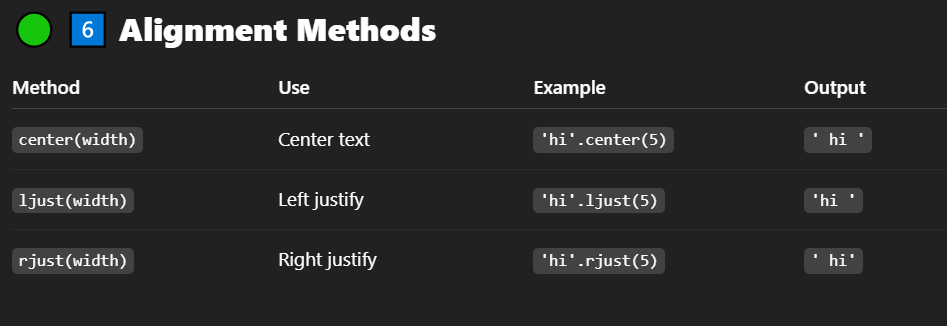 6 Alignment Methods
Method Use Example Output
center(width) Center text 'hi'.center(5) ' hi '
ljust(width) Left justify 'hi'.ljust(5) 'hi '
rjust(width) Right justify 'hi'.rjust(5) ' hi'